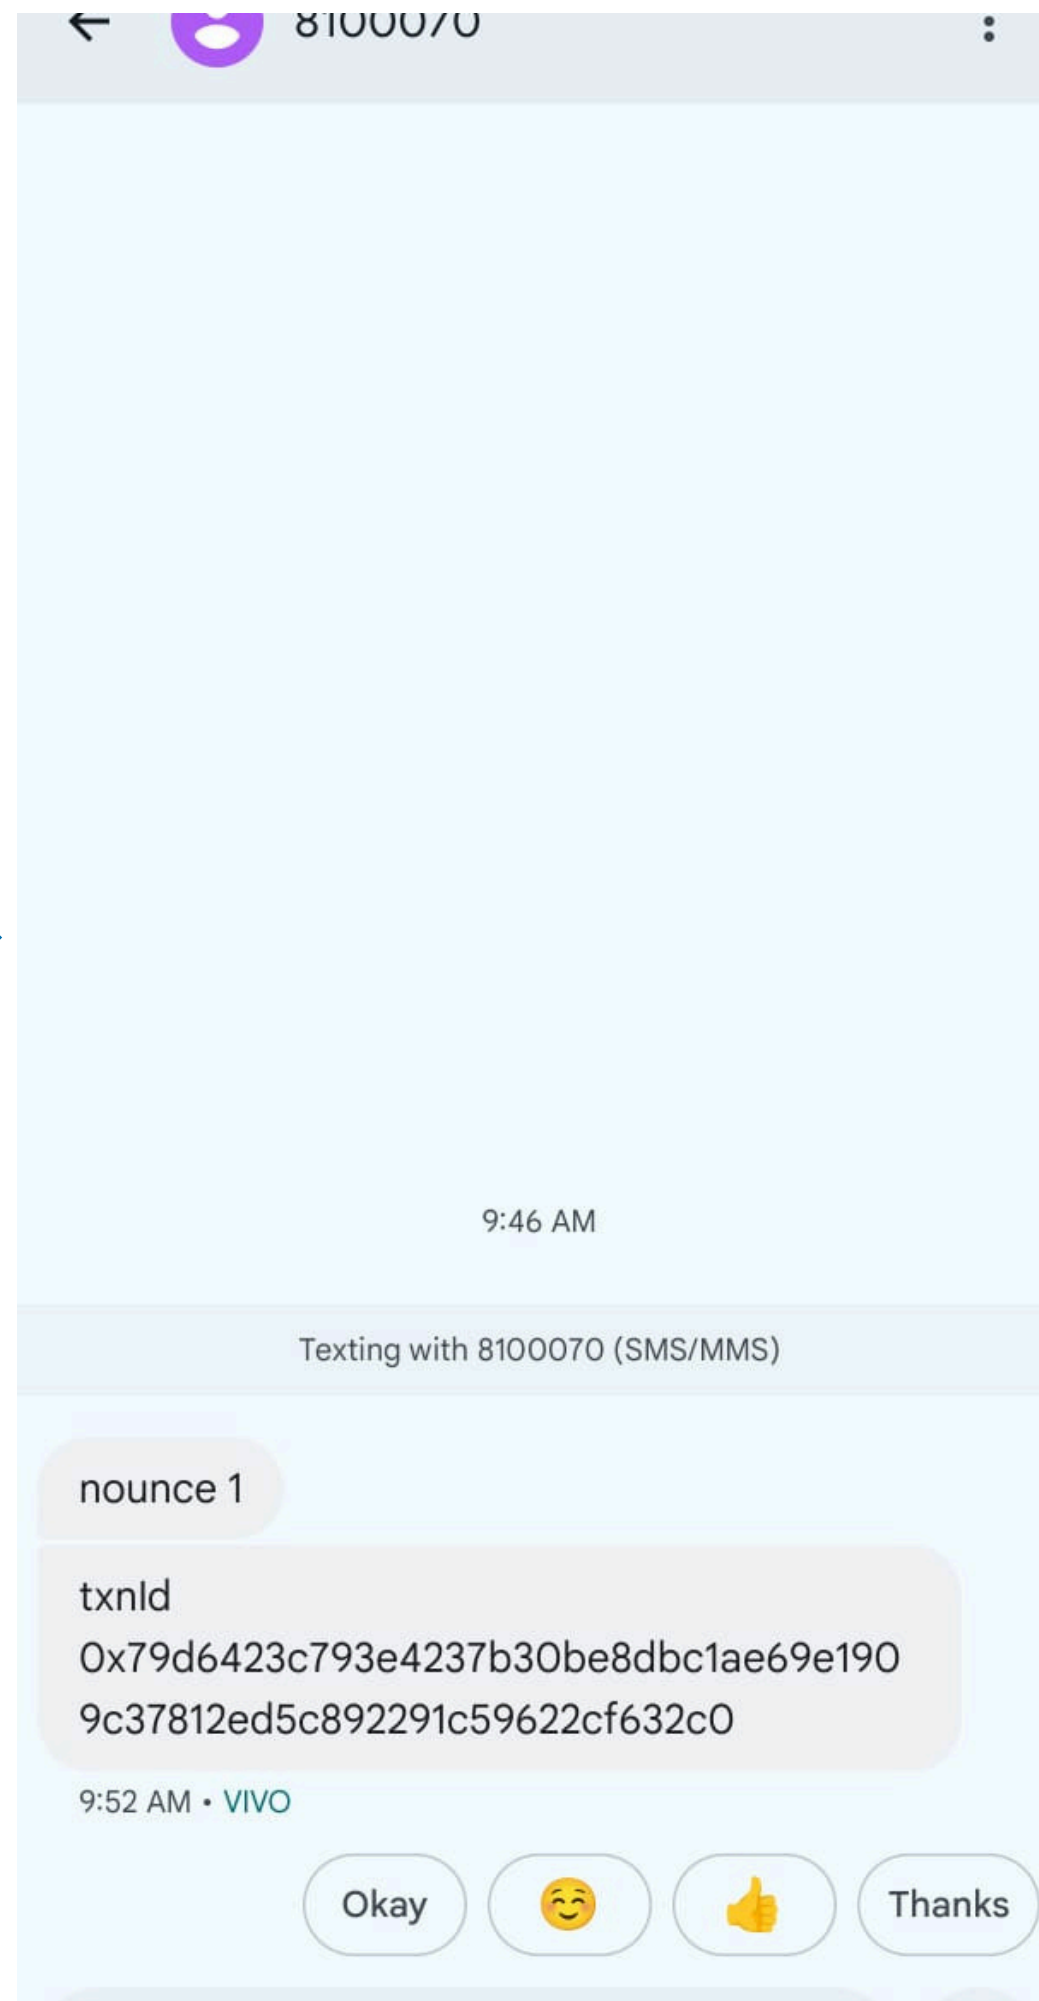 8100070
9:46 AM
Texting with 8100070 (SMS/MMS)
nounce 1
txnId
0x79d6423c793e4237b30be8dbc1ae69e190
9c37812ed5c892291c59622cf632c0
9:52 AM • VIVO
Okay
Thanks